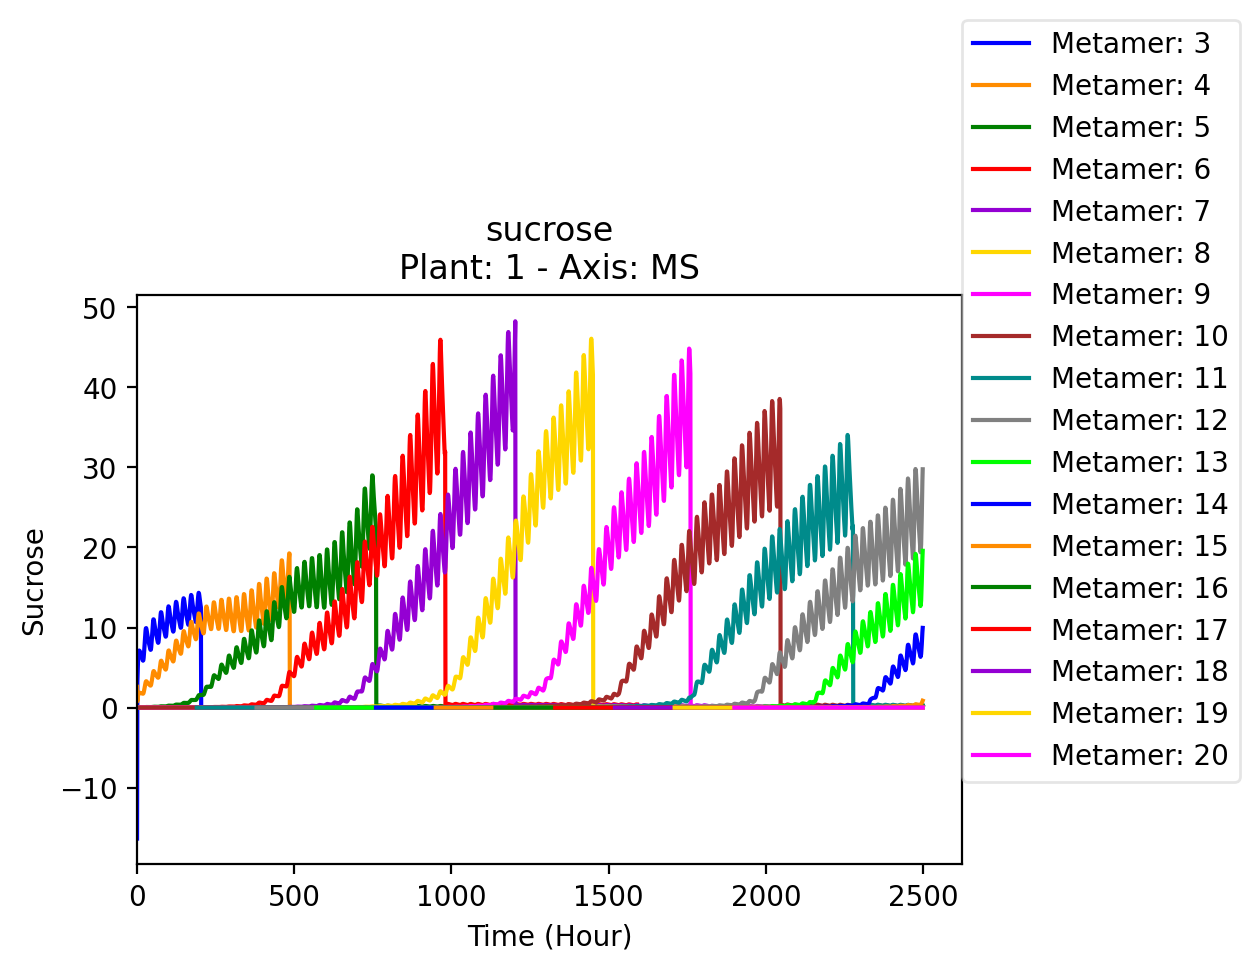 sucrose
Plant: 1 - Axis: MS
Sucrose
50
40
30
20
10
0
−10
0
500
1000
1500
2000
2500
Time (Hour)
Metamer: 3
Metamer: 4
Metamer: 5
Metamer: 6
Metamer: 7
Metamer: 8
Metamer: 9
Metamer: 10
Metamer: 11
Metamer: 12
Metamer: 13
Metamer: 14
Metamer: 15
Metamer: 16
Metamer: 17
Metamer: 18
Metamer: 19
Metamer: 20